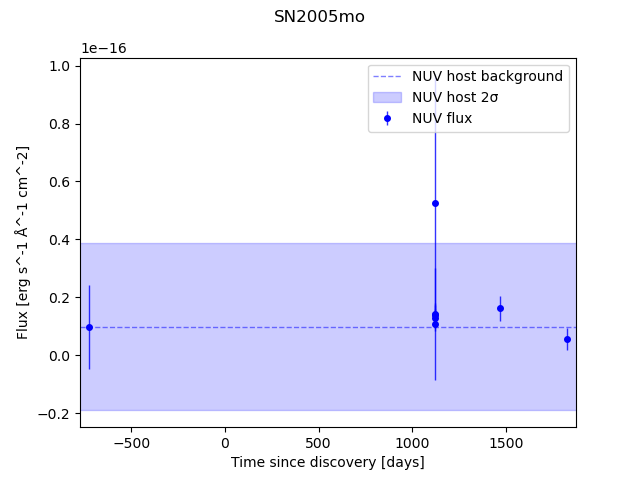 SN2005mo
1e−16
NUV host background
NUV host 2σ
NUV flux
1.0
0.8
0.6
0.4
0.2
0.0
−0.2
Flux [erg s^-1 Å^-1 cm^-2]
−500
0
500
1000
1500
Time since discovery [days]